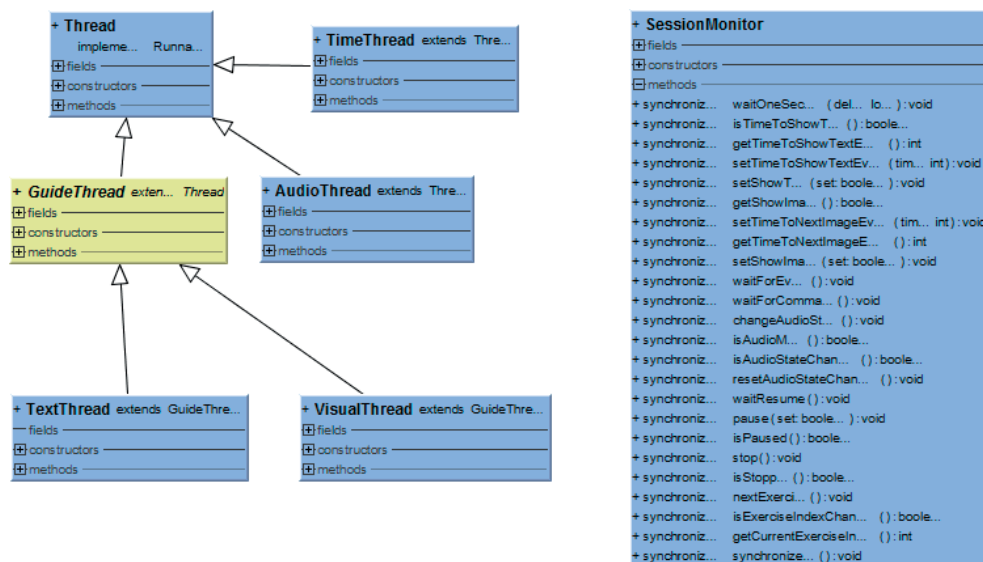 + Thread
impleme... Runna...
fields
constructors
methods
+ TimeThread extends Thre...
fields
constructors
methods
+ GuideThread exten... Thread
fields
constructors
methods
+ AudioThread extends Thre...
fields
constructors
methods
+ TextThread extends GuideThre...
fields
constructors
methods
+ VisualThread extends GuideThre...
fields
constructors
methods
+ SessionMonitor
fields
constructors
methods
+ synchroniz... waitOneSec... (del... lo... ):void
+ synchroniz... isTimeToShowT... ():boole...
+ synchroniz... getTimeToShowTextE... ():int
+ synchroniz... setTimeToShowTextEv... (tim... int):void
+ synchroniz... setShowT... (set:boole... ):void
+ synchroniz... getShowIma... ():boole...
+ synchroniz... setTimeToNextImageEv... (tim... int):void
+ synchroniz... getTimeToNextImageE... ():int
+ synchroniz... setShowIma... (set:boole... ):void
+ synchroniz... waitForEv... ():void
+ synchroniz... waitForComma... ():void
+ synchroniz... changeAudioSt... ():void
+ synchroniz... isAudioM... ():boole...
+ synchroniz... isAudioStateChan... ():boole...
+ synchroniz... resetAudioStateChan... ():void
+ synchroniz... waitResume():void
+ synchroniz... pause(set:boole... ):void
+ synchroniz... isPaused():boole...
+ synchroniz... stop():void
+ synchroniz... isStopp... ():boole...
+ synchroniz... nextExerci... ():void
+ synchroniz... isExerciseIndexChan... ():boole...
+ synchroniz... getCurrentExerciseIn... ():int
+ synchroniz... synchronize... ():void